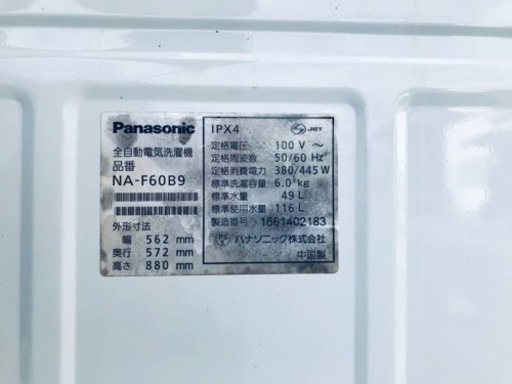 Panasonic
全自動電気洗濯機
品番
NA-F60B9
外形寸法
幅 562 mm
奥行 572 mm
高さ 880 mm
IPX4
JET
定格電圧 100 V ～
定格周波数 50/60 Hz
定格消費電力 380/445 W
標準洗濯容量 6.0 kg
標準水量 49 L
標準使用水量 116 L
製造番号 1661402183
パナソニック株式会社
中国製